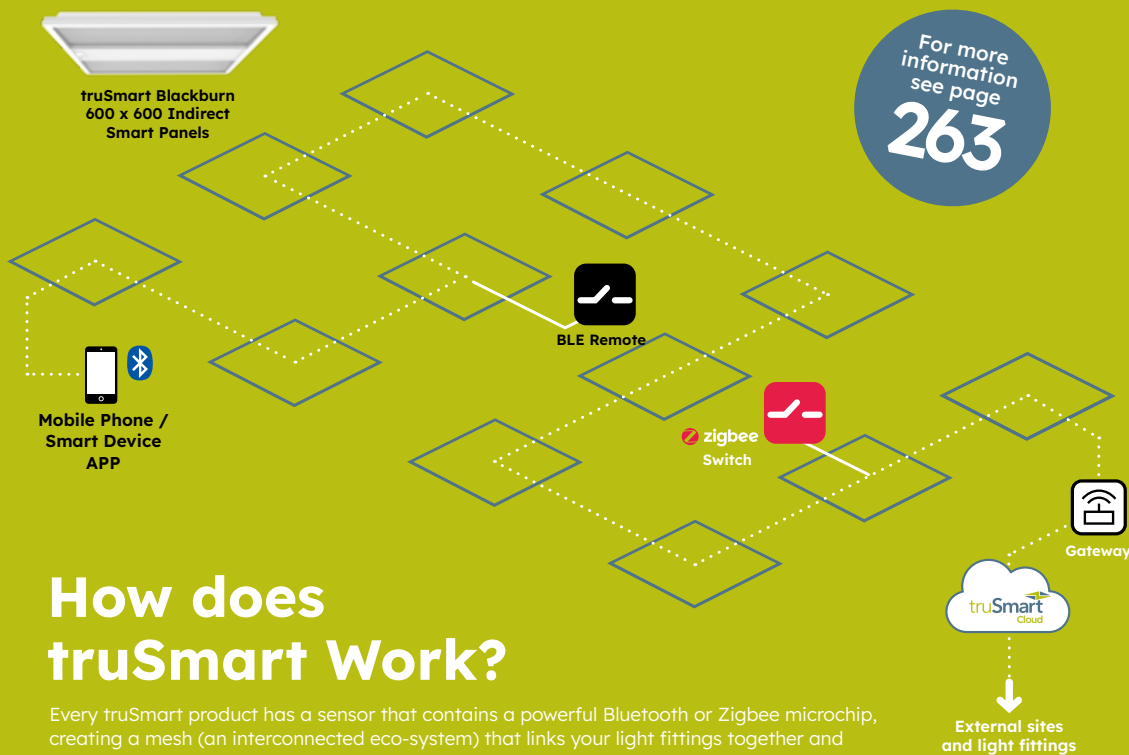 truSmart Blackburn
600 x 600 Indirect
Smart Panels
For more
information
see page
263
BLE Remote
Mobile Phone /
Smart Device
APP
zigbee
Switch
Gateway
truSmart
Cloud
External sites
and light fittings
How does
truSmart Work?
Every truSmart product has a sensor that contains a powerful Bluetooth or Zigbee microchip,
creating a mesh (an interconnected eco-system) that links your light fittings together and